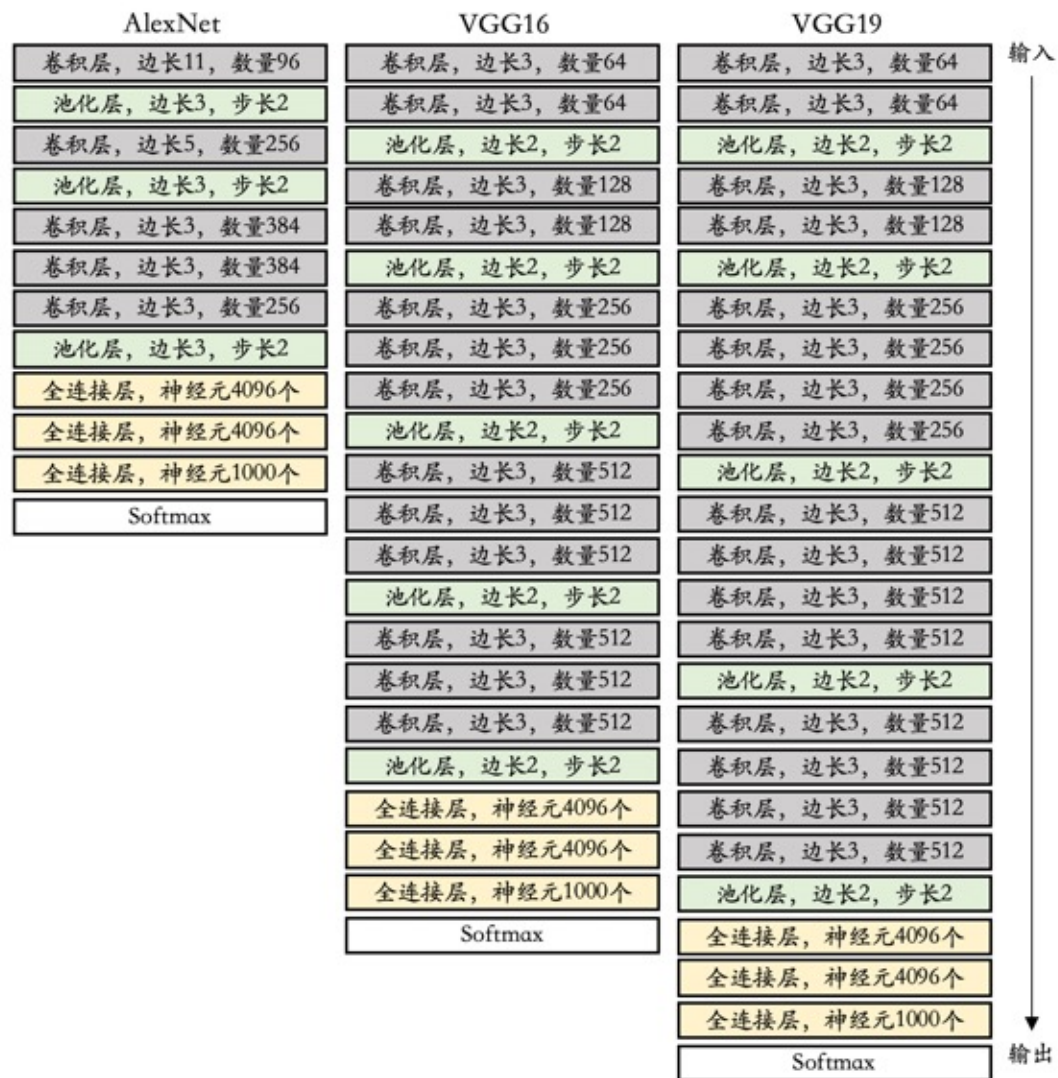 AlexNet
卷积层，边长11，数量96
池化层，边长3，步长2
卷积层，边长5，数量256
池化层，边长3，步长2
卷积层，边长3，数量384
卷积层，边长3，数量384
卷积层，边长3，数量256
池化层，边长3，步长2
全连接层，神经元4096个
全连接层，神经元4096个
全连接层，神经元1000个
Softmax
VGG16
卷积层，边长3，数量64
卷积层，边长3，数量64
池化层，边长2，步长2
卷积层，边长3，数量128
卷积层，边长3，数量128
池化层，边长2，步长2
卷积层，边长3，数量256
卷积层，边长3，数量256
卷积层，边长3，数量256
池化层，边长2，步长2
卷积层，边长3，数量512
卷积层，边长3，数量512
卷积层，边长3，数量512
池化层，边长2，步长2
卷积层，边长3，数量512
卷积层，边长3，数量512
卷积层，边长3，数量512
池化层，边长2，步长2
全连接层，神经元4096个
全连接层，神经元4096个
全连接层，神经元1000个
Softmax
VGG19
卷积层，边长3，数量64
卷积层，边长3，数量64
池化层，边长2，步长2
卷积层，边长3，数量128
卷积层，边长3，数量128
池化层，边长2，步长2
卷积层，边长3，数量256
卷积层，边长3，数量256
卷积层，边长3，数量256
卷积层，边长3，数量256
池化层，边长2，步长2
卷积层，边长3，数量512
卷积层，边长3，数量512
卷积层，边长3，数量512
卷积层，边长3，数量512
池化层，边长2，步长2
卷积层，边长3，数量512
卷积层，边长3，数量512
卷积层，边长3，数量512
卷积层，边长3，数量512
池化层，边长2，步长2
全连接层，神经元4096个
全连接层，神经元4096个
全连接层，神经元1000个
Softmax
输入
输出